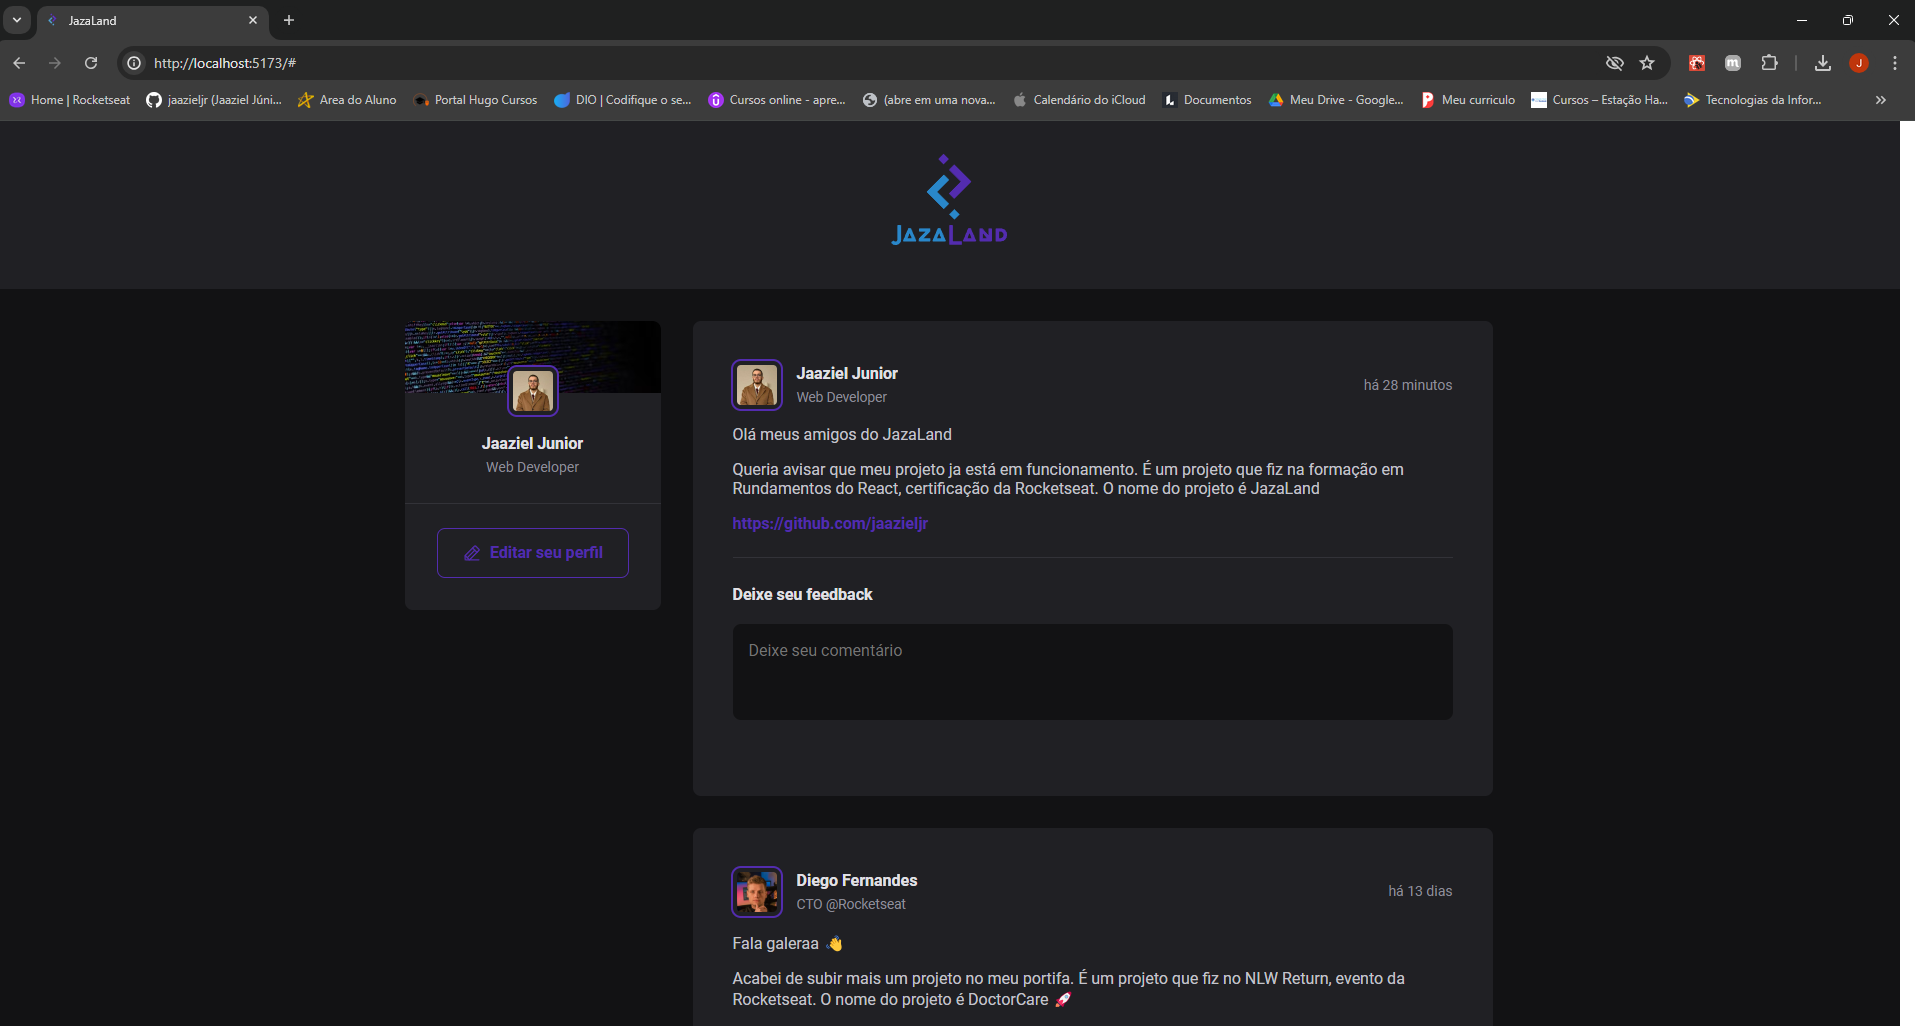 JazaLand
http://localhost:5173/#
J
Home | Rocketseat
jaazieljr (Jaaziel Júni...
Area do Aluno
Portal Hugo Cursos
DIO | Codifique o se...
Cursos online - apre...
(abre em uma nova...
Calendário do iCloud
Documentos
Meu Drive - Google...
Meu curriculo
Cursos – Estação Ha...
Tecnologias da Infor...
JAZALAND
Jaaziel Junior
Web Developer
Editar seu perfil
Jaaziel Junior
Web Developer
há 28 minutos
Olá meus amigos do JazaLand
Queria avisar que meu projeto ja está em funcionamento. É um projeto que fiz na formação em
Rundamentos do React, certificação da Rocketseat. O nome do projeto é JazaLand
https://github.com/jaazieljr
Deixe seu feedback
Deixe seu comentário
Diego Fernandes
CTO @Rocketseat
há 13 dias
Fala galeraa 👋
Acabei de subir mais um projeto no meu portifa. É um projeto que fiz no NLW Return, evento da
Rocketseat. O nome do projeto é DoctorCare 🚀